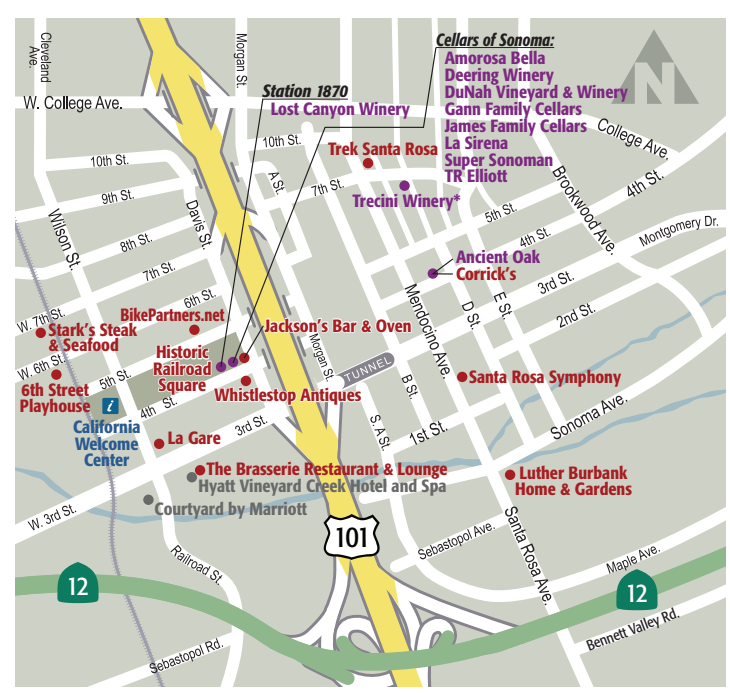 Cleveland
Ave.
Morgan St.
Cellars of Sonoma:
Amorosa Bella
Deering Winery
DuNah Vineyard & Winery
Gann Family Cellars
James Family Cellars
La Sirena
Super Sonoman
TR Elliott
N
Station 1870
Lost Canyon Winery
W. College Ave.
College Ave.
10th St.
Trek Santa Rosa
10th St.
A St.
7th St.
Trecini Winery*
Brookwood Ave.
4th St.
9th St.
Wilson St.
Davis St.
5th St.
Montgomery Dr.
8th St.
4th St.
Ancient Oak
Corrick's
7th St.
3rd St.
E St.
D St.
Mendocino Ave.
2nd St.
6th St.
W. 7th St.
BikePartners.net
Jackson's Bar & Oven
Stark's Steak
& Seafood
Morgan St.
TUNNEL
Historic
Railroad
Square
W. 6th St.
5th St.
B St.
Santa Rosa Symphony
6th Street
Playhouse
Whistlestop Antiques
i
4th St.
California
Welcome
Center
3rd St.
S. A St.
1st St.
Sonoma Ave.
La Gare
The Brasserie Restaurant & Lounge
Hyatt Vineyard Creek Hotel and Spa
Luther Burbank
Home & Gardens
Courtyard by Marriott
W. 3rd St.
101
Santa Rosa Ave.
Sebastopol Ave.
Maple Ave.
Railroad St.
12
12
Sebastopol Rd.
Bennett Valley Rd.